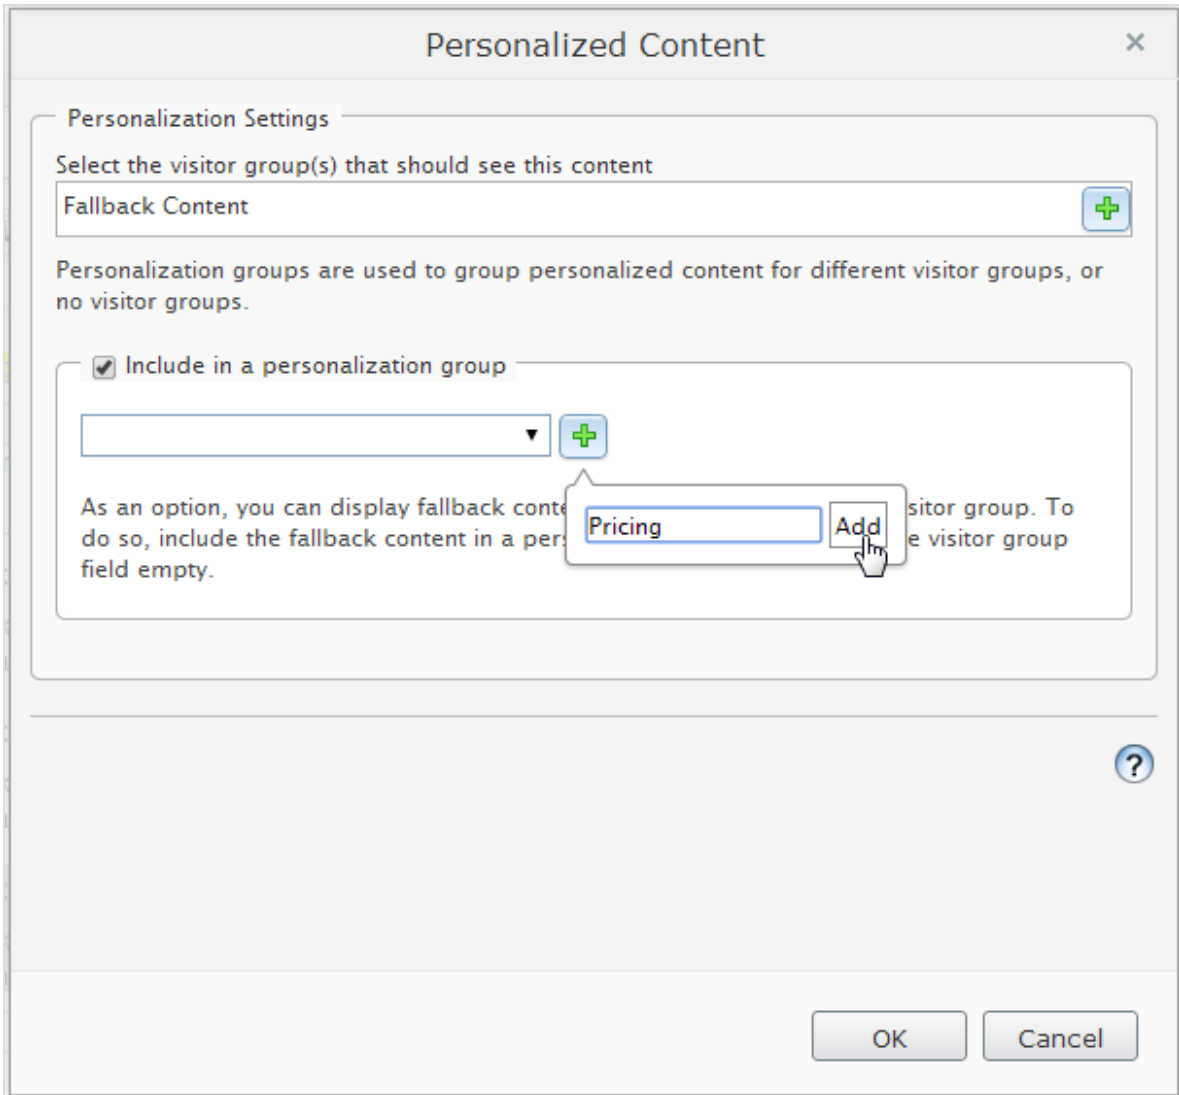 Personalized Content
Personalization Settings
Select the visitor group(s) that should see this content
Fallback Content
Personalization groups are used to group personalized content for different visitor groups, or
no visitor groups.
Include in a personalization group
As an option, you can display fallback conte sitor group. To
do so, include the fallback content in a pers e visitor group
field empty.
Pricing Add
?
OK Cancel